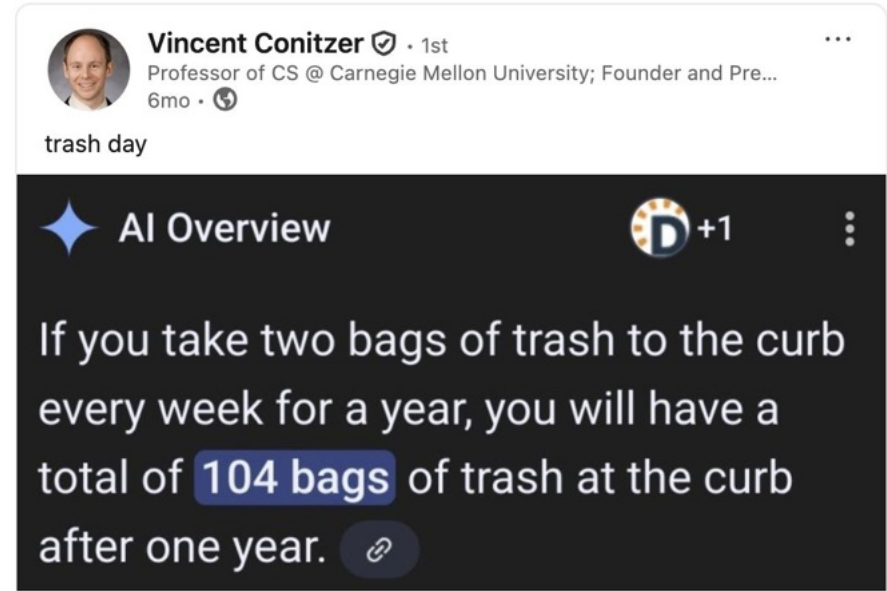 Vincent Conitzer · 1st
Professor of CS @ Carnegie Mellon University; Founder and Pre...
6mo ·
trash day
AI Overview
D +1
If you take two bags of trash to the curb
every week for a year, you will have a
total of 104 bags of trash at the curb
after one year.